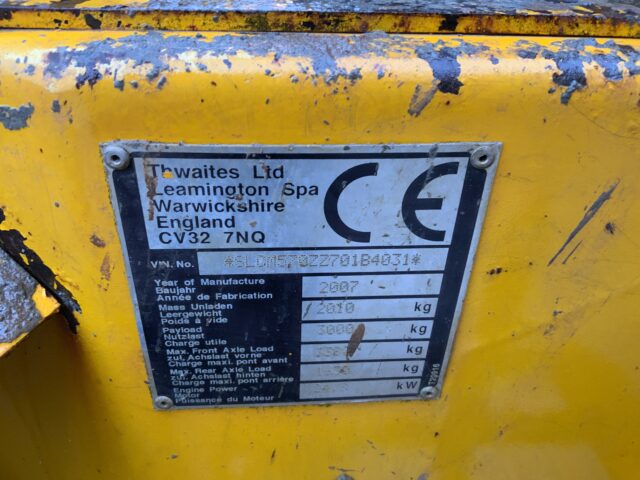 Thwaites Ltd
Leamington Spa
Warwickshire
England
CV32 7NQ
CE
VIN. No. *SLCM570ZZ701B4031*
Year of Manufacture
Baujahr 2007
Année de Fabrication
Mass Unladen
Leergewicht 2010 kg
Poids à vide
Payload
Nutzlast 3000 kg
Charge utile
Max. Front Axle Load
zul. Achslast vorne kg
Charge maxi. pont avant
Max. Rear Axle Load
zul. Achslast hinten kg
Charge maxi. pont arrière
Engine Power
Motor kW
Puissance du Moteur